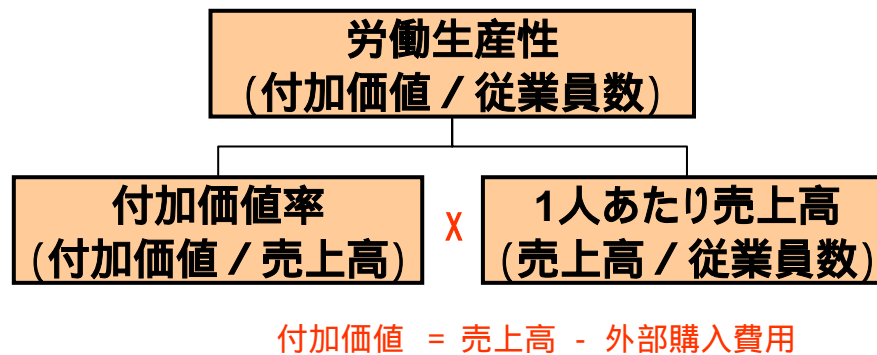 労働生産性
(付加価値 / 従業員数)
付加価値率
(付加価値 / 売上高)
X
1人あたり売上高
(売上高 / 従業員数)
付加価値 = 売上高 - 外部購入費用